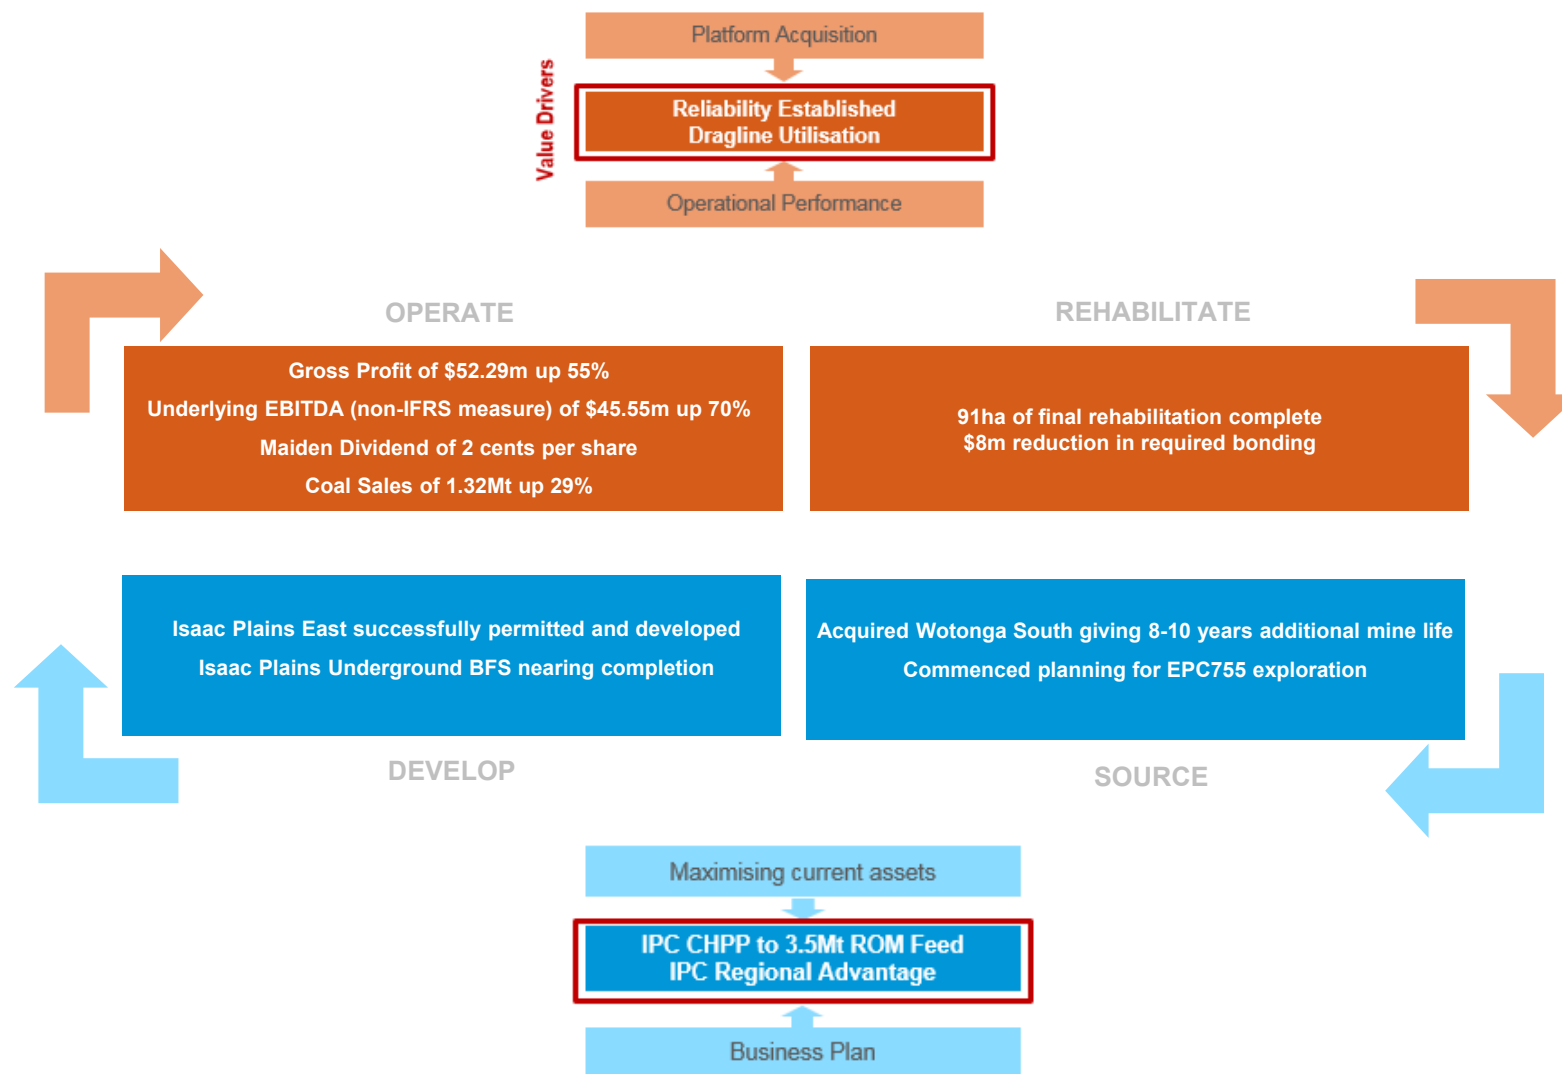 Platform Acquisition
Value Drivers
Reliability Established
Dragline Utilisation
Operational Performance
OPERATE
REHABILITATE
Gross Profit of $52.29m up 55%
Underlying EBITDA (non-IFRS measure) of $45.55m up 70%
Maiden Dividend of 2 cents per share
Coal Sales of 1.32Mt up 29%
91ha of final rehabilitation complete
$8m reduction in required bonding
Isaac Plains East successfully permitted and developed
Isaac Plains Underground BFS nearing completion
Acquired Wotonga South giving 8-10 years additional mine life
Commenced planning for EPC755 exploration
DEVELOP
SOURCE
Maximising current assets
IPC CHPP to 3.5Mt ROM Feed
IPC Regional Advantage
Business Plan